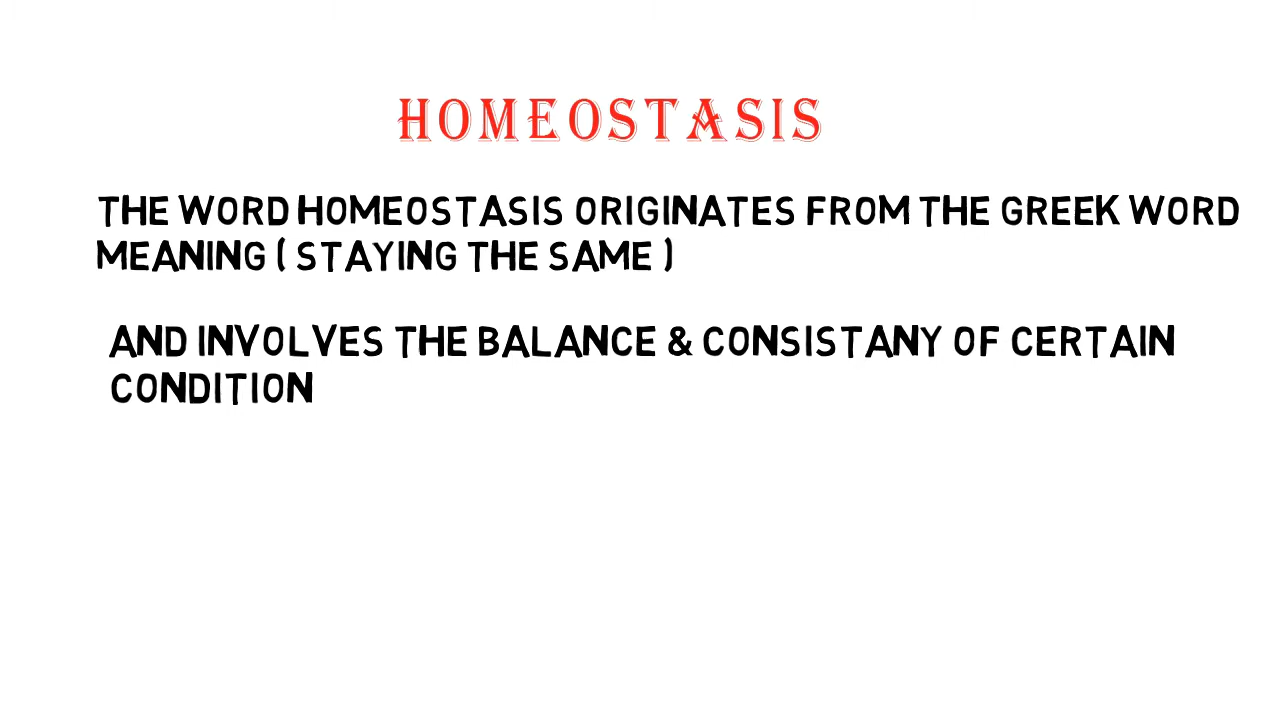 HOMEOSTASIS
THE WORD HOMEOSTASIS ORIGINATES FROM THE GREEK WORD
MEANING ( STAYING THE SAME )
AND INVOLVES THE BALANCE & CONSISTANY OF CERTAIN
CONDITION